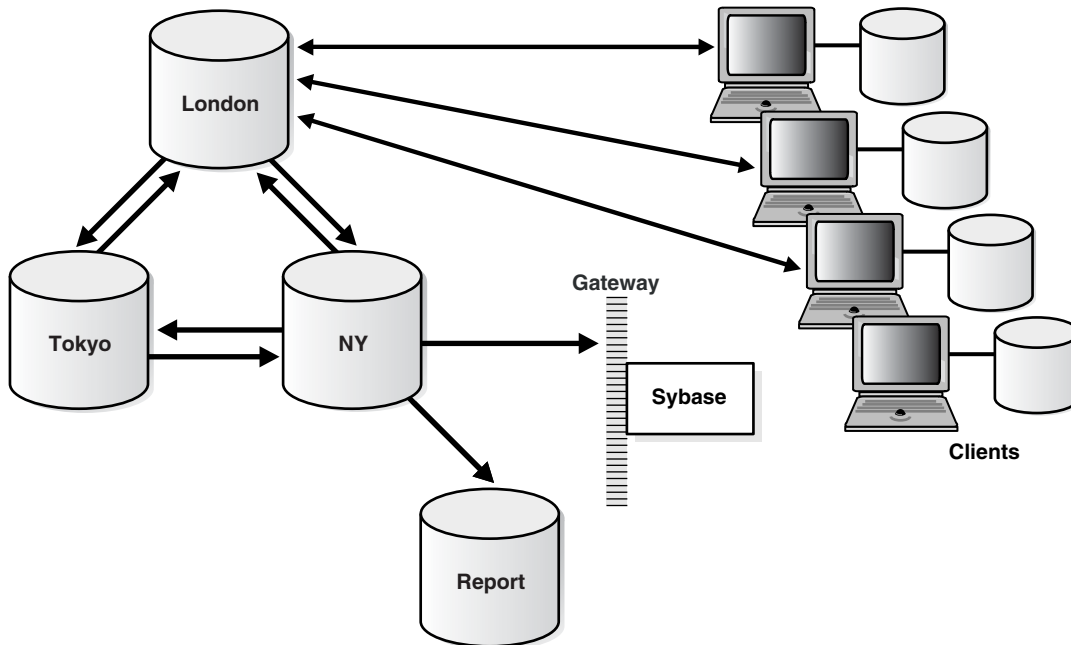 London
Gateway
Tokyo
NY
Sybase
Clients
Report